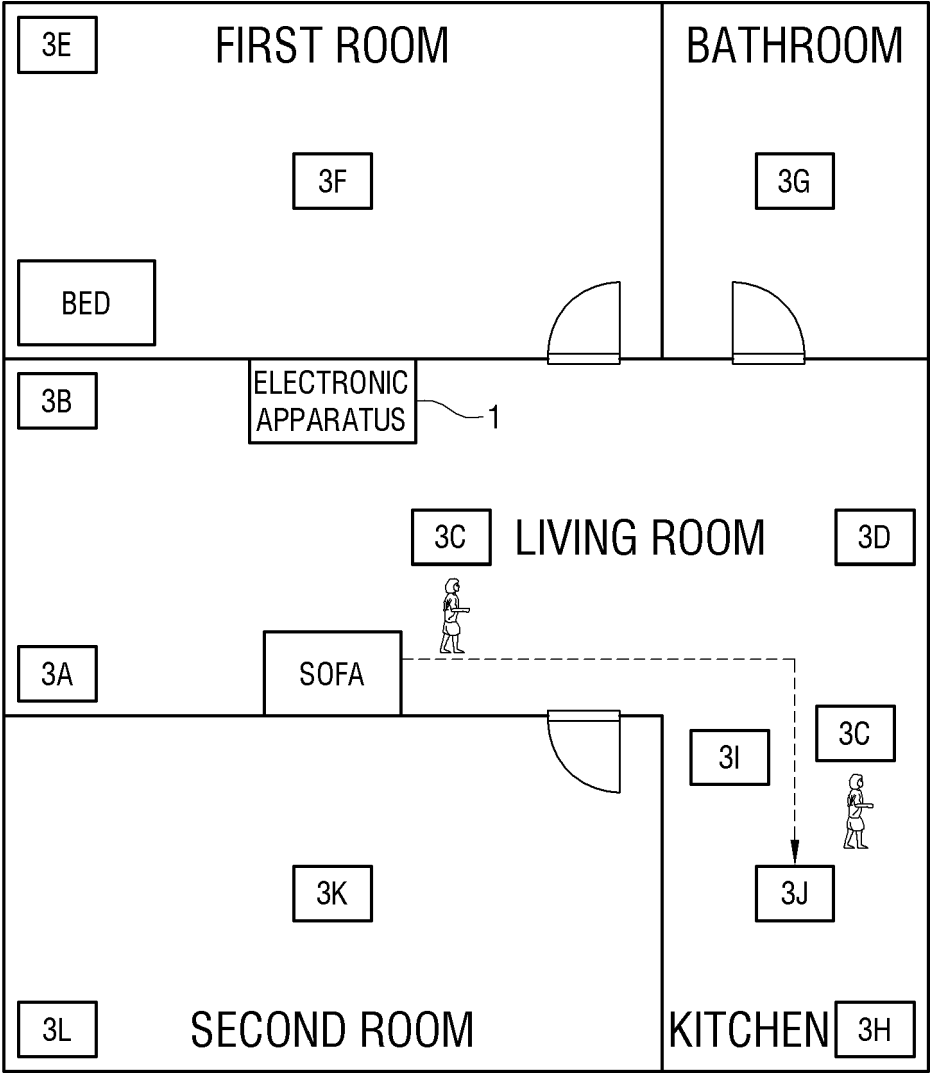 3E
FIRST ROOM
BATHROOM
3F
3G
BED
3B
ELECTRONIC
APPARATUS
1
3C
LIVING ROOM
3D
3A
SOFA
3I
3C
3K
3J
3L
SECOND ROOM
KITCHEN
3H